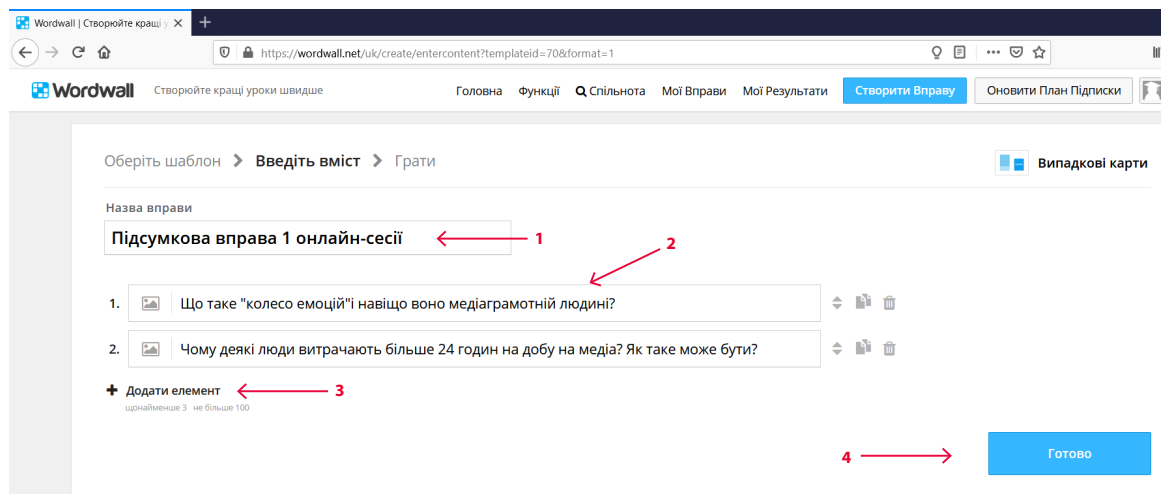 Wordwall | Створюйте кращі у
https://wordwall.net/uk/create/entercontent?templateid=70&format=1
Wordwall Створюйте кращі уроки швидше Головна Функції Спільнота Мої Вправи Мої Результати Створити Вправу Оновити План Підписки
Оберіть шаблон > Введіть вміст > Грати Випадкові карти
Назва вправи
Підсумкова вправа 1 онлайн-сесії 1
2
1. Що таке "колесо емоцій"і навіщо воно медіаграмотній людині?
2. Чому деякі люди витрачають більше 24 годин на добу на медіа? Як таке може бути?
+ Додати елемент 3
щонайменше 3 не більше 100
4 Готово